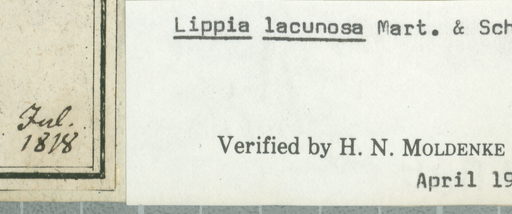 Lippia lacunosa Mart. & Sch
Jul.
1818
Verified by H. N. MOLDENKE
April 19